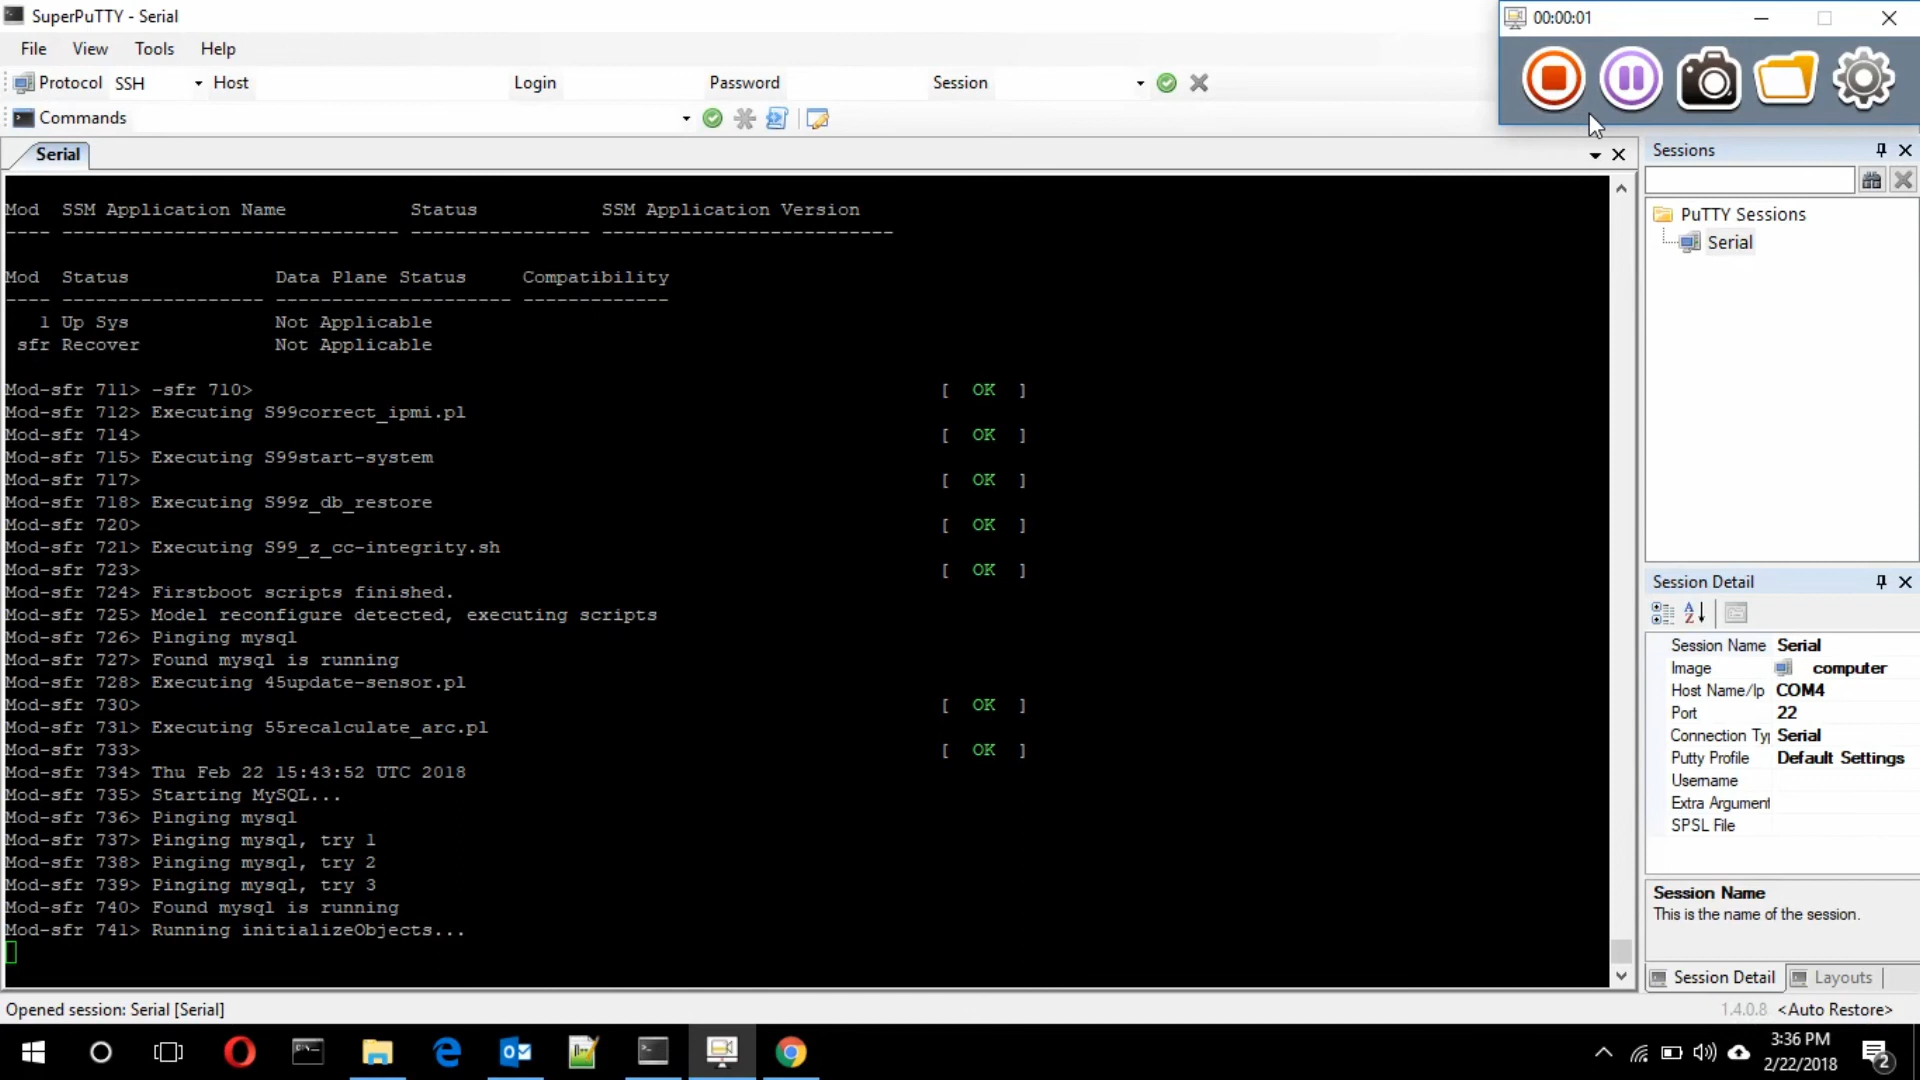 SuperPuTTY - Serial
00:00:01
File View Tools Help
Protocol SSH Host Login Password Session
Commands
Serial
Sessions
PuTTY Sessions
Serial
Mod  SSM Application Name           Status           SSM Application Version
---- ------------------------------ ---------------- --------------------------
Mod  Status             Data Plane Status     Compatibility
---- ------------------ --------------------- -------------
1 Up Sys             Not Applicable
sfr Recover            Not Applicable
Mod-sfr 711> -sfr 710> [  OK  ]
Mod-sfr 712> Executing S99correct_ipmi.pl
Mod-sfr 714> [  OK  ]
Mod-sfr 715> Executing S99start-system
Mod-sfr 717> [  OK  ]
Mod-sfr 718> Executing S99z_db_restore
Mod-sfr 720> [  OK  ]
Mod-sfr 721> Executing S99_z_cc-integrity.sh
Mod-sfr 723> [  OK  ]
Mod-sfr 724> Firstboot scripts finished.
Mod-sfr 725> Model reconfigure detected, executing scripts
Mod-sfr 726> Pinging mysql
Mod-sfr 727> Found mysql is running
Mod-sfr 728> Executing 45update-sensor.pl
Mod-sfr 730> [  OK  ]
Mod-sfr 731> Executing 55recalculate_arc.pl
Mod-sfr 733> [  OK  ]
Mod-sfr 734> Thu Feb 22 15:43:52 UTC 2018
Mod-sfr 735> Starting MySQL...
Mod-sfr 736> Pinging mysql
Mod-sfr 737> Pinging mysql, try 1
Mod-sfr 738> Pinging mysql, try 2
Mod-sfr 739> Pinging mysql, try 3
Mod-sfr 740> Found mysql is running
Mod-sfr 741> Running initializeObjects...
Session Detail
Session Name Serial
Image computer
Host Name/Ip COM4
Port 22
Connection Ty Serial
Putty Profile Default Settings
Username
Extra Argument
SPSL File
Session Name
This is the name of the session.
Session Detail Layouts
Opened session: Serial [Serial]
1.4.0.8 <Auto Restore>
3:36 PM
2/22/2018
2